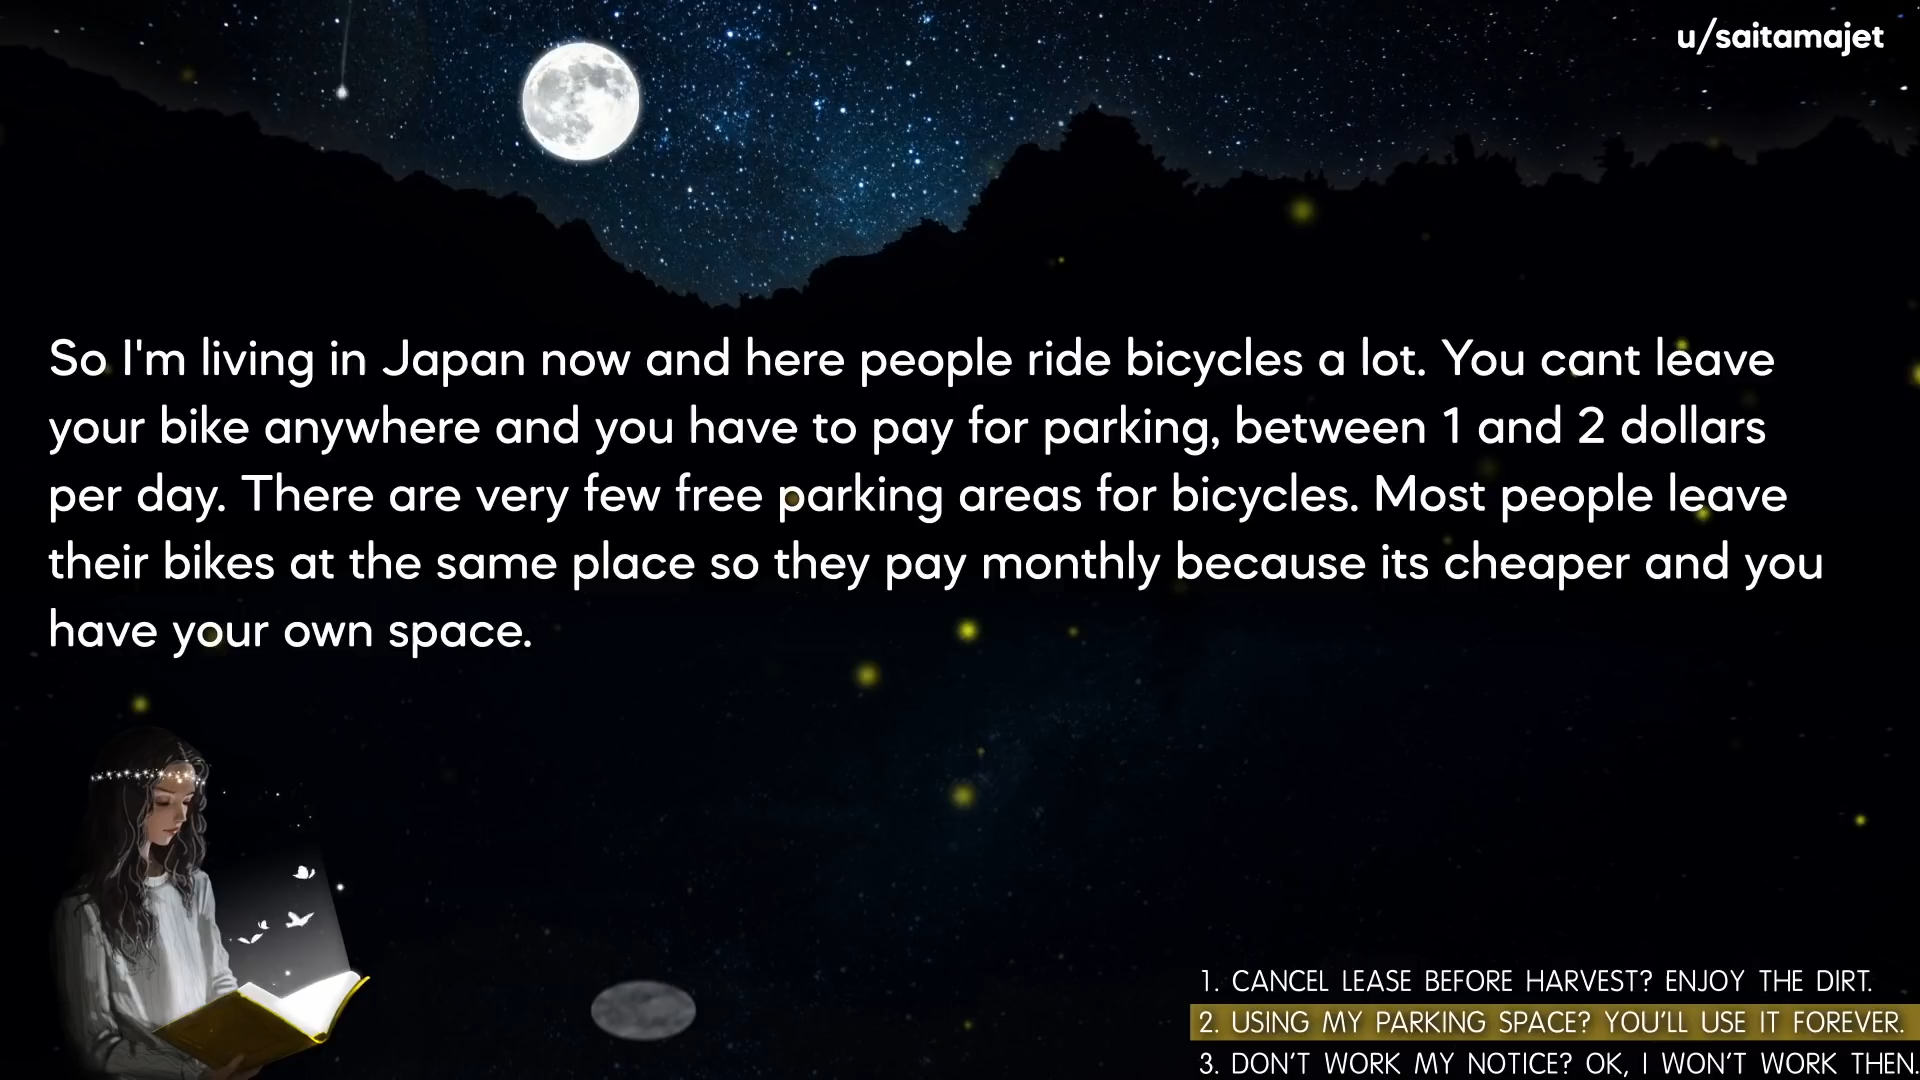 u/saitamajet
So I'm living in Japan now and here people ride bicycles a lot. You cant leave
your bike anywhere and you have to pay for parking, between 1 and 2 dollars
per day. There are very few free parking areas for bicycles. Most people leave
their bikes at the same place so they pay monthly because its cheaper and you
have your own space.
1. CANCEL LEASE BEFORE HARVEST? ENJOY THE DIRT.
2. USING MY PARKING SPACE? YOU'LL USE IT FOREVER.
3. DON'T WORK MY NOTICE? OK, I WON'T WORK THEN.